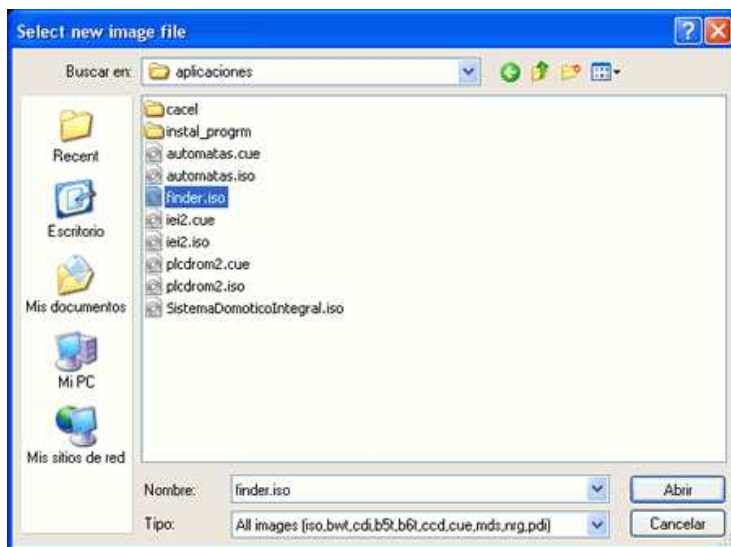 Select new image file
Buscar en: aplicaciones
Recent
Escritorio
Mis documentos
Mi PC
Mis sitios de red
cacel
instal_progrm
automatas.cue
automatas.iso
finder.iso
iei2.cue
iei2.iso
plcdrom2.cue
plcdrom2.iso
SistemaDomoticoIntegral.iso
Nombre: finder.iso Abrir
Tipo: All images (iso,bwt,cdi,b5t,b6t,ccd,cue,mds,nrg,pdi) Cancelar